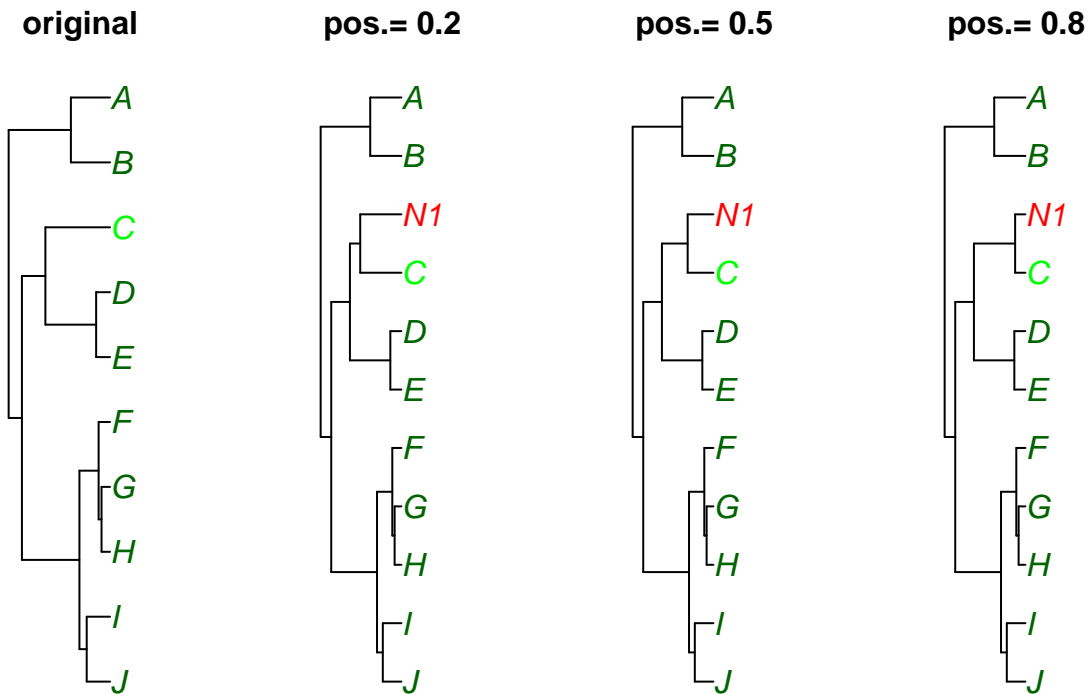 original
A
B
C
D
E
F
G
H
I
J
pos.= 0.2
A
B
N1
C
D
E
F
G
H
I
J
pos.= 0.5
A
B
N1
C
D
E
F
G
H
I
J
pos.= 0.8
A
B
N1
C
D
E
F
G
H
I
J